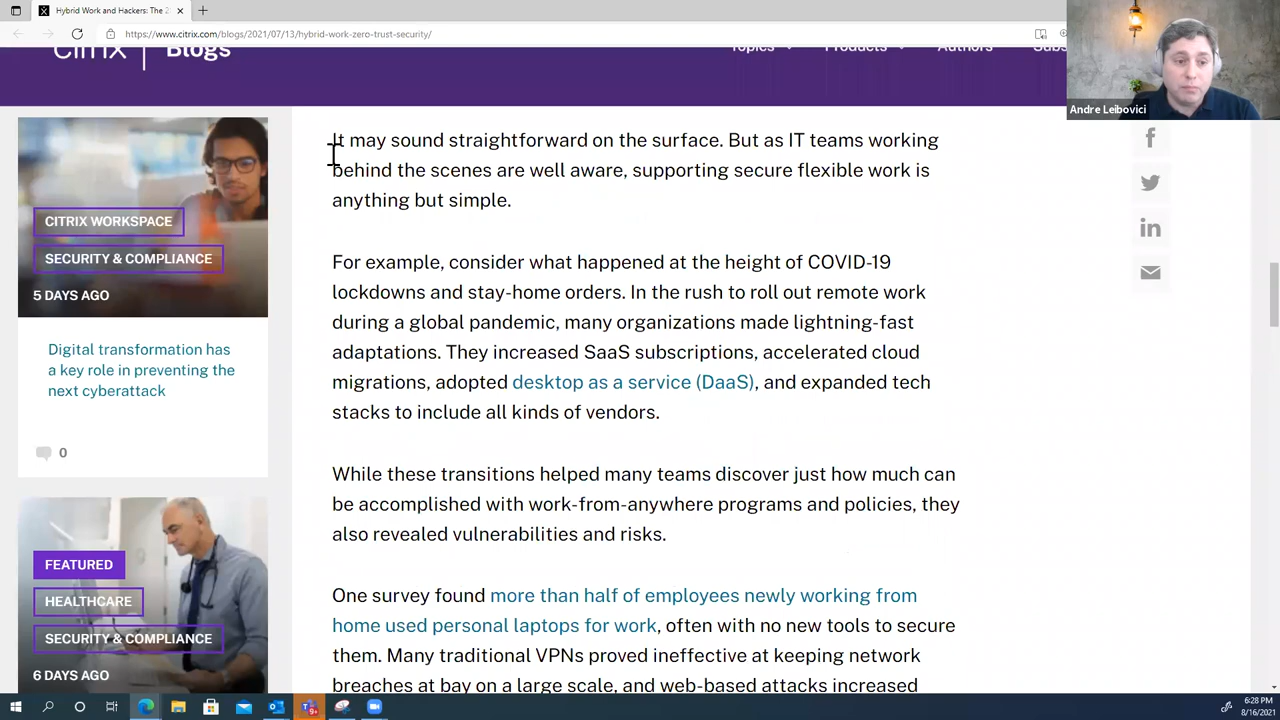 Hybrid Work and Hackers: The 2
https://www.citrix.com/blogs/2021/07/13/hybrid-work-zero-trust-security/
Andre Leibovici
citrix Blogs
Topics Products Authors
CITRIX WORKSPACE
SECURITY & COMPLIANCE
5 DAYS AGO
Digital transformation has
a key role in preventing the
next cyberattack
0
FEATURED
HEALTHCARE
SECURITY & COMPLIANCE
6 DAYS AGO
It may sound straightforward on the surface. But as IT teams working
behind the scenes are well aware, supporting secure flexible work is
anything but simple.
For example, consider what happened at the height of COVID-19
lockdowns and stay-home orders. In the rush to roll out remote work
during a global pandemic, many organizations made lightning-fast
adaptations. They increased SaaS subscriptions, accelerated cloud
migrations, adopted desktop as a service (DaaS), and expanded tech
stacks to include all kinds of vendors.
While these transitions helped many teams discover just how much can
be accomplished with work-from-anywhere programs and policies, they
also revealed vulnerabilities and risks.
One survey found more than half of employees newly working from
home used personal laptops for work, often with no new tools to secure
them. Many traditional VPNs proved ineffective at keeping network
breaches at bay on a large scale, and web-based attacks increased
6:28 PM
8/16/2021